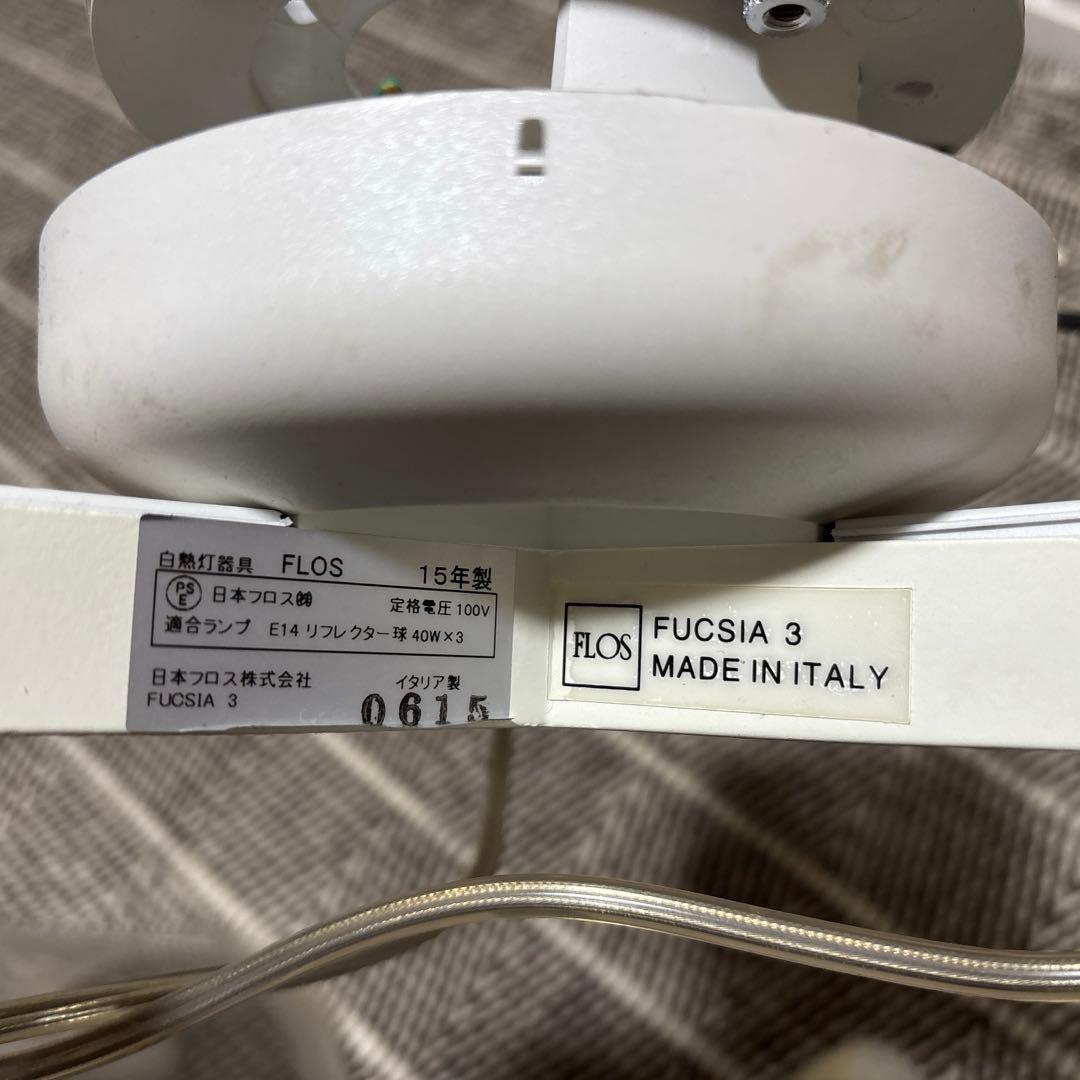 白熱灯器具 FLOS 15年製
PSE 日本フロス㈱ 定格電圧 100V
適合ランプ E14 リフレクター球 40W×3
日本フロス株式会社 イタリア製
FUCSIA 3 0615
FLOS
FUCSIA 3
MADE IN ITALY